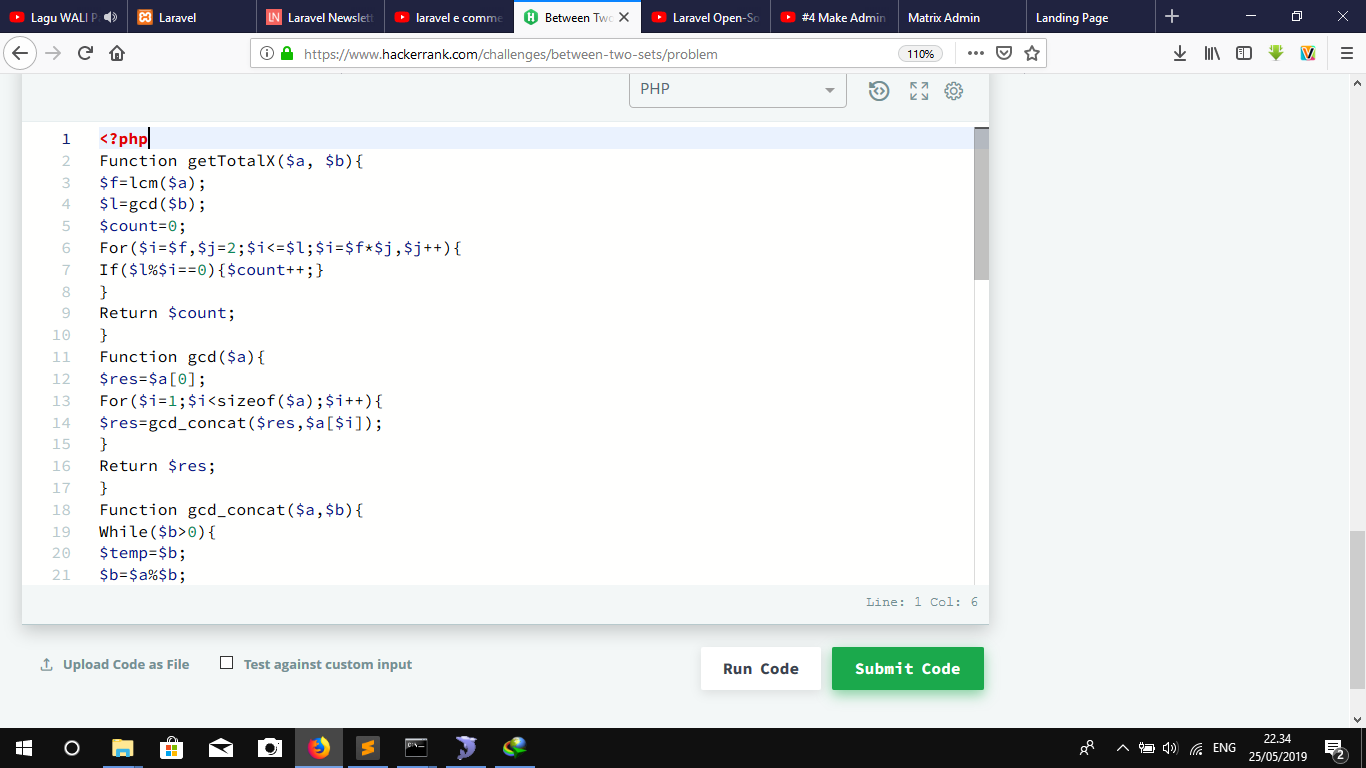 Lagu WALI P
Laravel
Laravel Newslett
laravel e comme
Between Two
Laravel Open-So
#4 Make Admin
Matrix Admin
Landing Page
https://www.hackerrank.com/challenges/between-two-sets/problem
110%
PHP
1 <?php
2 Function getTotalX($a, $b){
3 $f=lcm($a);
4 $l=gcd($b);
5 $count=0;
6 For($i=$f,$j=2;$i<=$l;$i=$f*$j,$j++){
7 If($l%$i==0){$count++;}
8 }
9 Return $count;
10 }
11 Function gcd($a){
12 $res=$a[0];
13 For($i=1;$i<sizeof($a);$i++){
14 $res=gcd_concat($res,$a[$i]);
15 }
16 Return $res;
17 }
18 Function gcd_concat($a,$b){
19 While($b>0){
20 $temp=$b;
21 $b=$a%$b;
Line: 1 Col: 6
Upload Code as File
Test against custom input
Run Code
Submit Code
ENG
22.34
25/05/2019
2